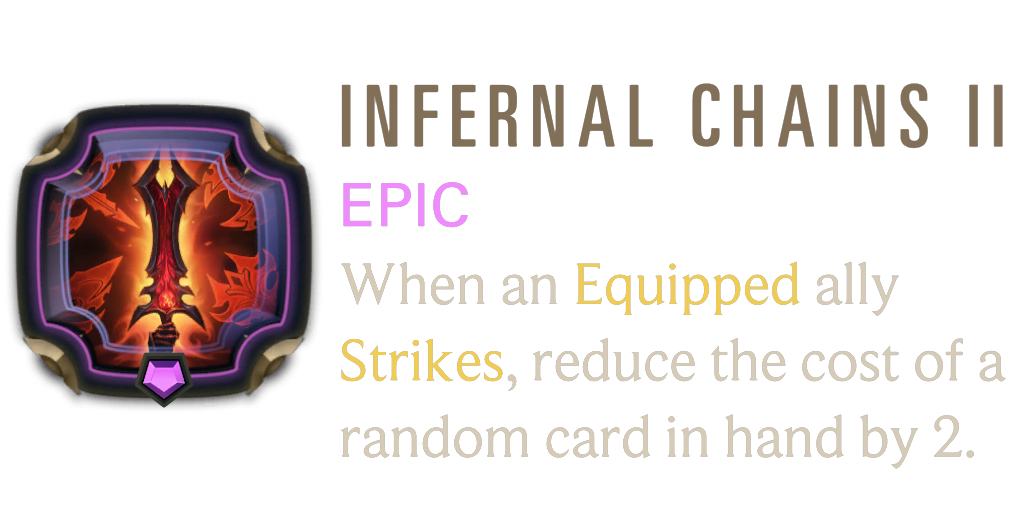 INFERNAL CHAINS II
EPIC
When an Equipped ally
Strikes, reduce the cost of a
random card in hand by 2.